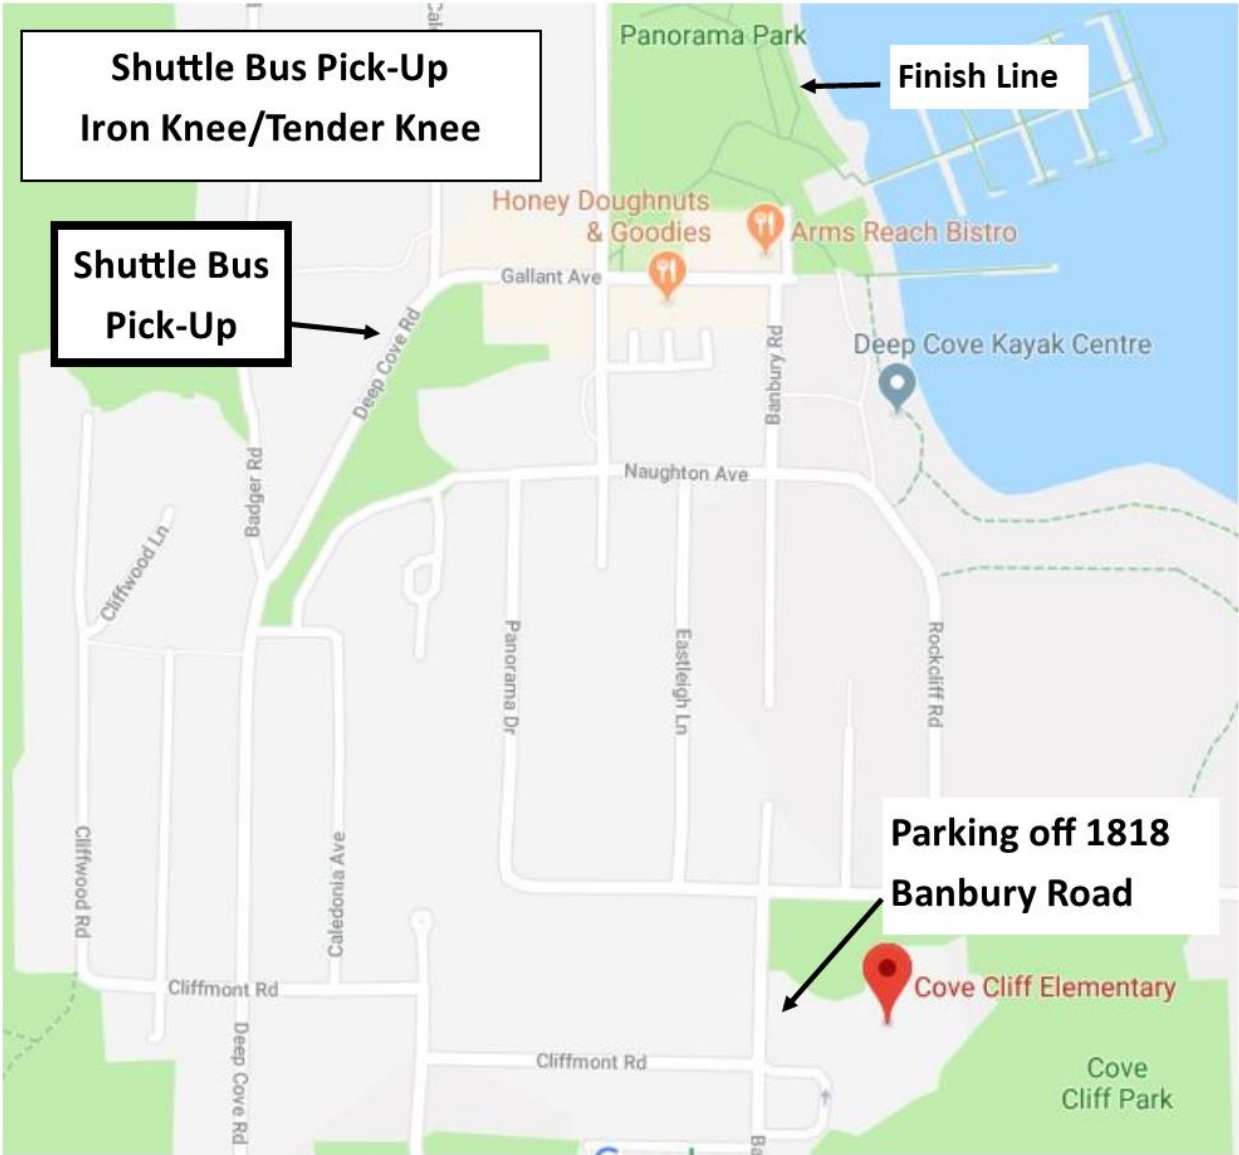 Shuttle Bus Pick-Up
Iron Knee/Tender Knee
Panorama Park
Finish Line
Honey Doughnuts
& Goodies
Arms Reach Bistro
Shuttle Bus
Pick-Up
Gallant Ave
Deep Cove Rd
Banbury Rd
Deep Cove Kayak Centre
Badger Rd
Naughton Ave
Cliffwood Ln
Panorama Dr
Eastleigh Ln
Rockcliff Rd
Parking off 1818
Banbury Road
Cliffwood Rd
Caledonia Ave
Cliffmont Rd
Cove Cliff Elementary
Deep Cove Rd
Cliffmont Rd
Cove
Cliff Park